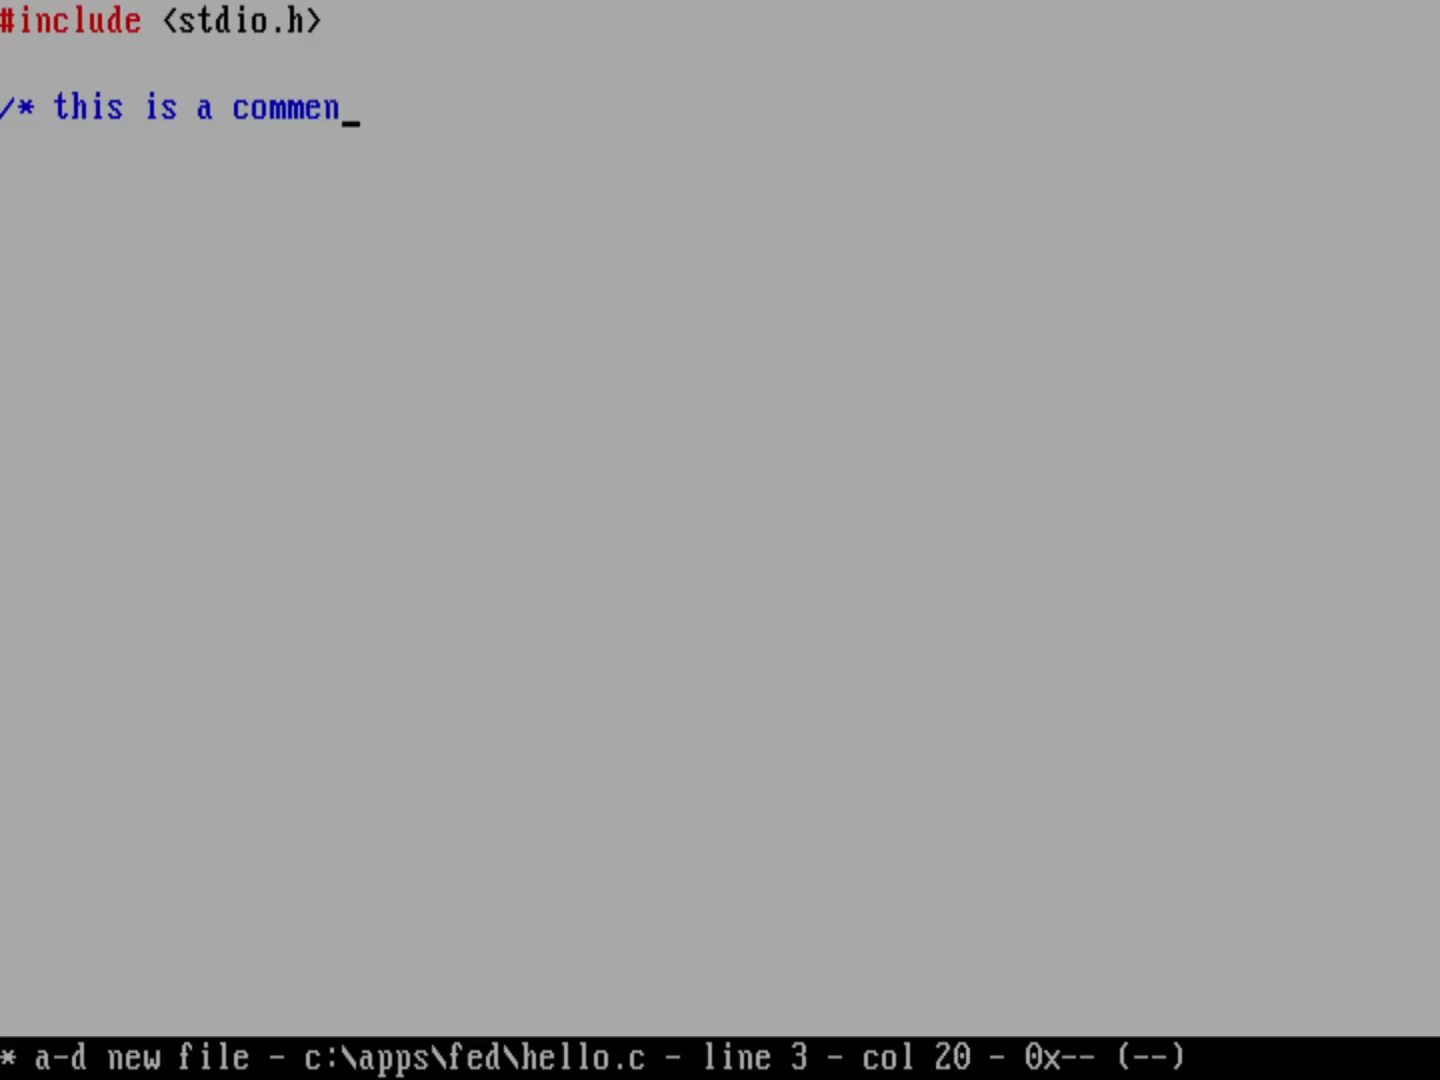 #include <stdio.h>
/* this is a commen_
* a-d new file - c:\apps\fed\hello.c - line 3 - col 20 - 0x-- (--)